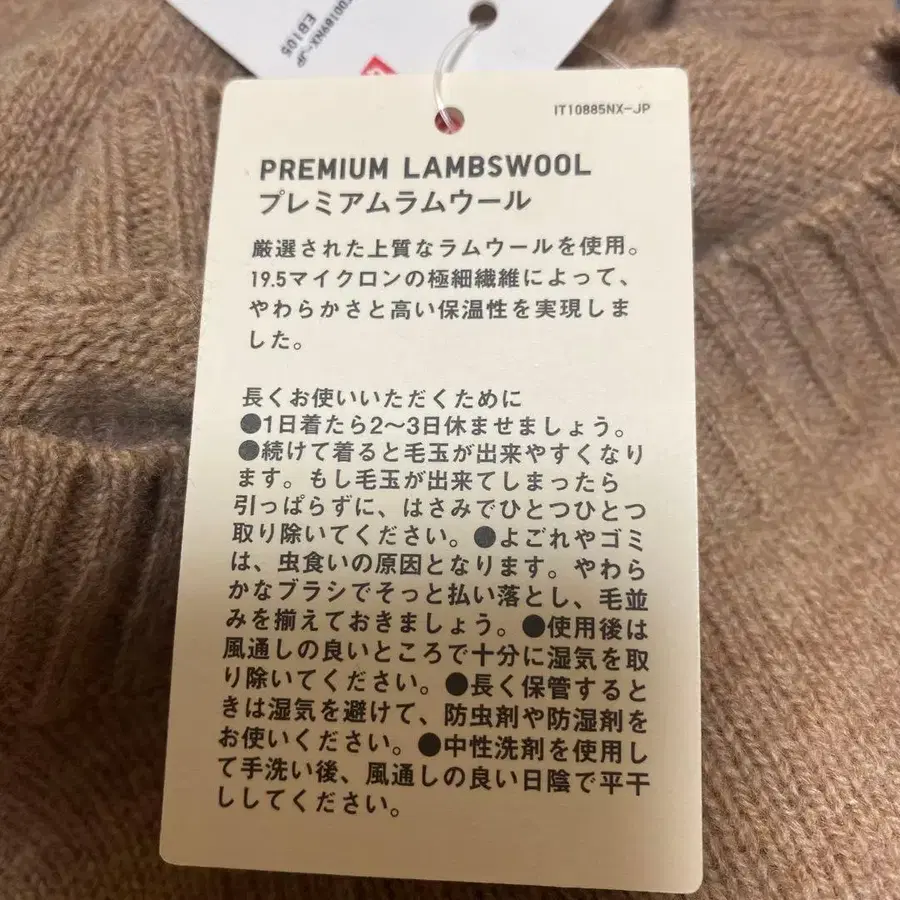 EB105
IT10885NX-JP
PREMIUM LAMBSWOOL
プレミアムラムウール
厳選された上質なラムウールを使用。
19.5マイクロンの極細繊維によって、
やわらかさと高い保温性を実現しま
した。
長くお使いいただくために
●1日着たら2〜3日休ませましょう。
●続けて着ると毛玉が出来やすくなり
ます。もし毛玉が出来てしまったら
引っぱらずに、はさみでひとつひとつ
取り除いてください。●よごれやゴミ
は、虫食いの原因となります。やわら
かなブラシでそっと払い落とし、毛並
みを揃えておきましょう。●使用後は
風通しの良いところで十分に湿気を取
り除いてください。●長く保管すると
きは湿気を避けて、防虫剤や防湿剤を
お使いください。●中性洗剤を使用し
て手洗い後、風通しの良い日陰で平干
ししてください。